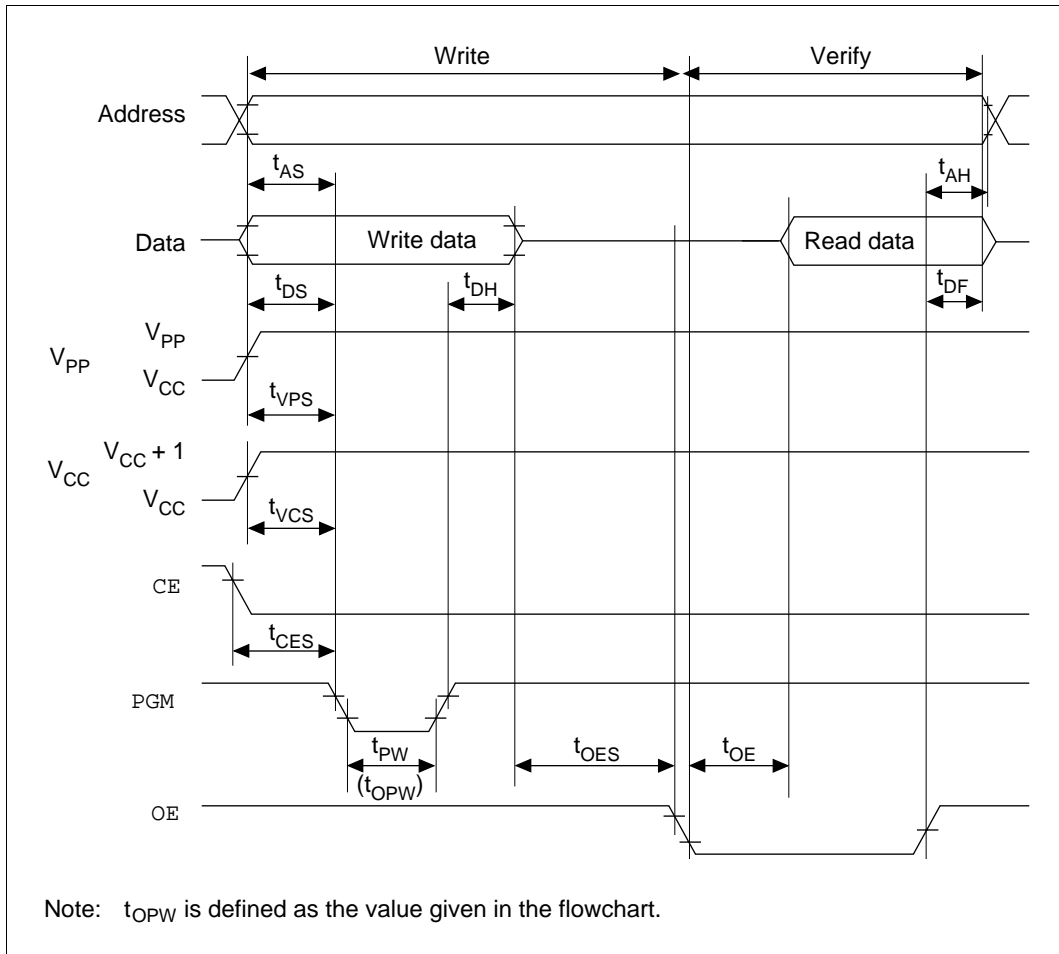 Write Verify
Address
tAS
tAH
Data Write data Read data
tDS tDH tDF
VPP
VPP
VCC
tVPS
VCC + 1
VCC
VCC
tVCS
CE
tCES
PGM
tPW
(tOPW)
tOES tOE
OE
Note: tOPW is defined as the value given in the flowchart.